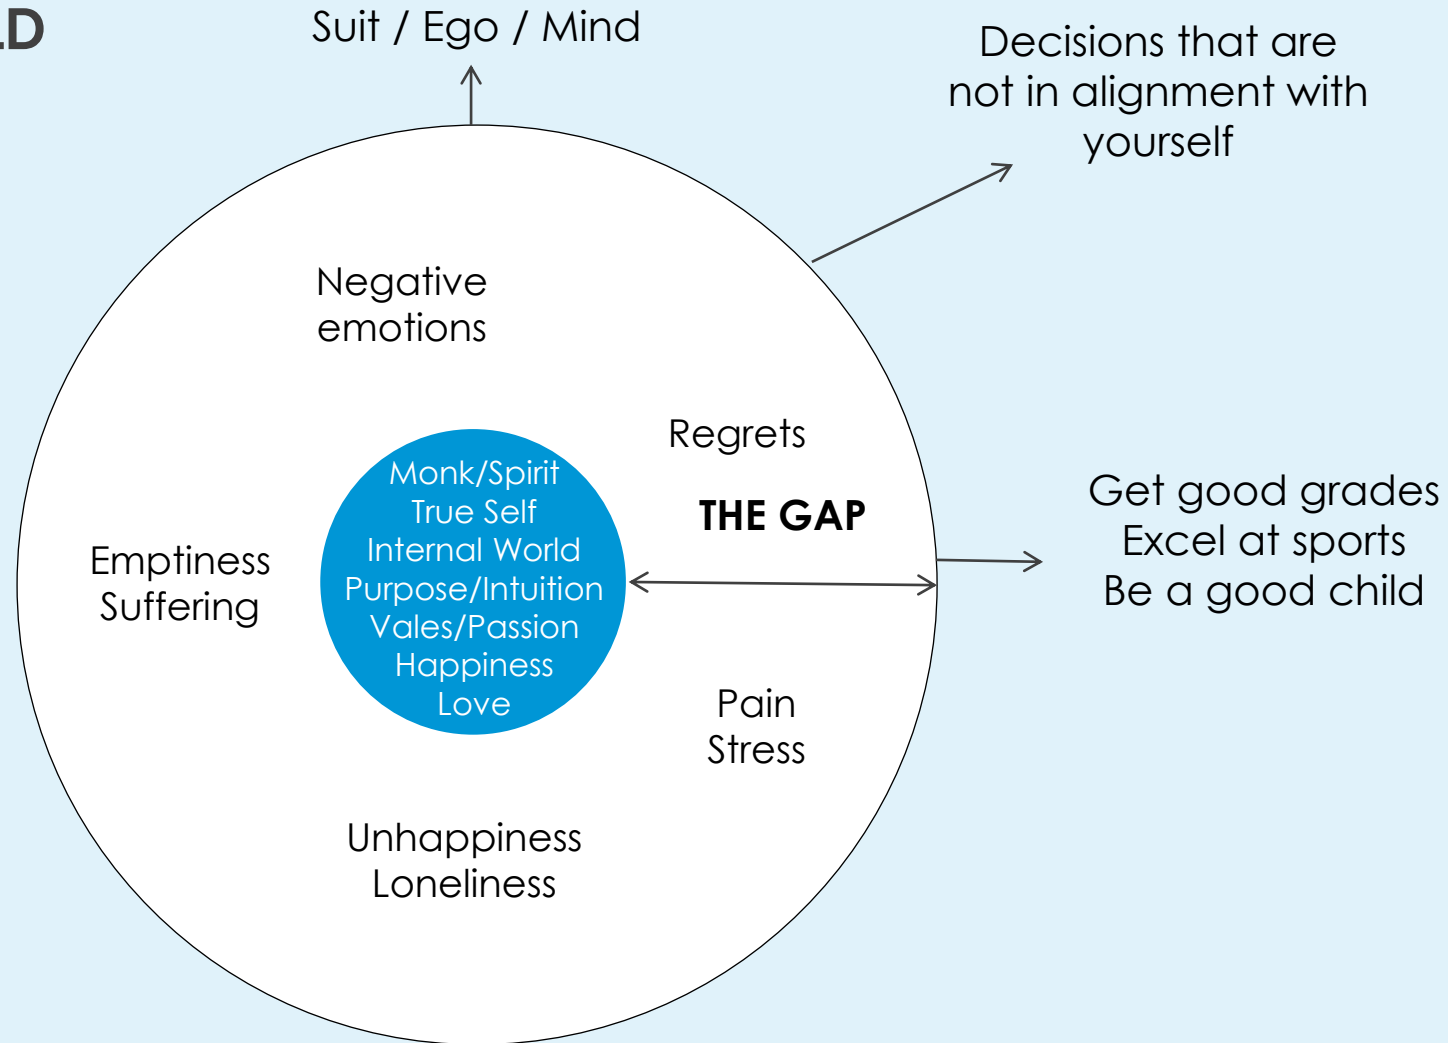 LD
Suit / Ego / Mind
Decisions that are
not in alignment with
yourself
Negative
emotions
Regrets
THE GAP
Monk/Spirit
True Self
Internal World
Purpose/Intuition
Vales/Passion
Happiness
Love
Emptiness
Suffering
Get good grades
Excel at sports
Be a good child
Pain
Stress
Unhappiness
Loneliness